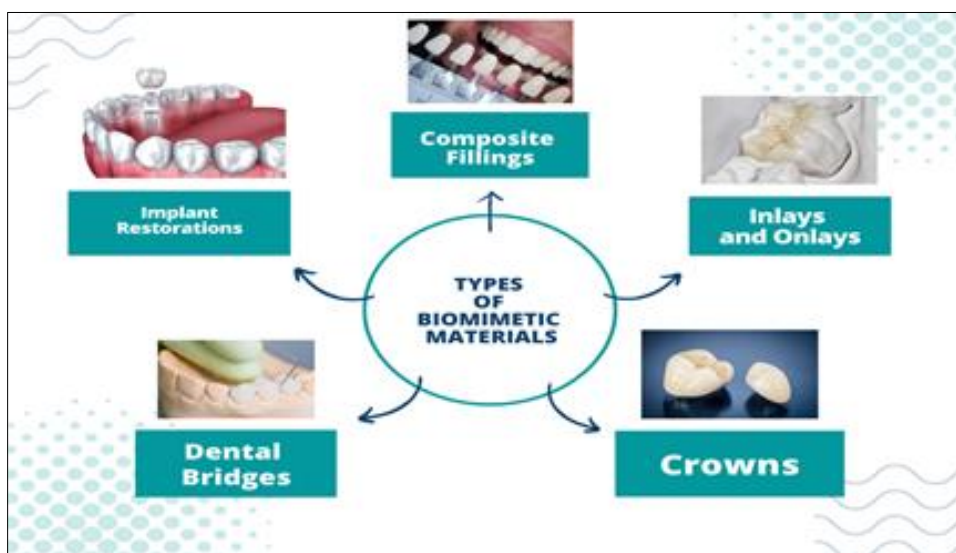 Composite
Fillings
Implant
Restorations
Inlays
and Onlays
TYPES
OF
BIOMIMETIC
MATERIALS
Dental
Bridges
Crowns